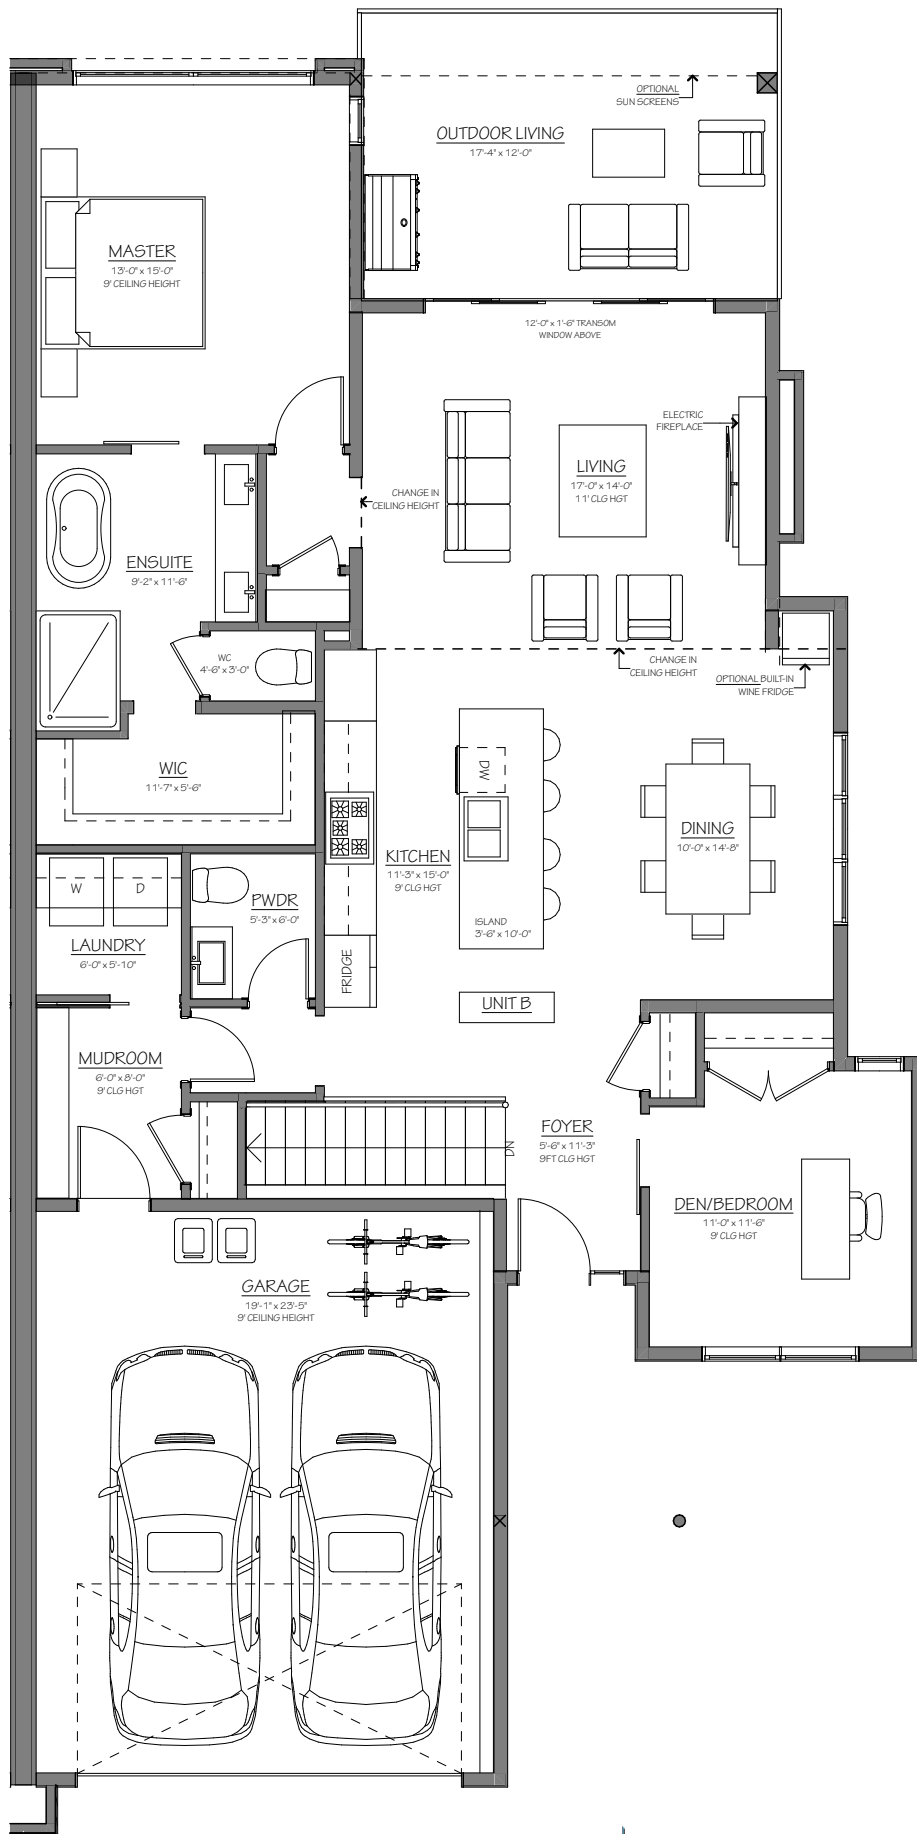 OPTIONAL
SUN SCREENS
OUTDOOR LIVING
17'-4" x 12'-0"
MASTER
13'-0" x 15'-0"
9' CEILING HEIGHT
12'-0" x 1'-6" TRANSOM
WINDOW ABOVE
ELECTRIC
FIREPLACE
LIVING
17'-0" x 14'-0"
11' CLG HGT
CHANGE IN
CEILING HEIGHT
ENSUITE
9'-2" x 11'-6"
WC
4'-6" x 3'-0"
CHANGE IN
CEILING HEIGHT
OPTIONAL BUILT-IN
WINE FRIDGE
WIC
11'-7" x 5'-6"
DW
DINING
10'-0" x 14'-8"
KITCHEN
11'-3" x 15'-0"
9' CLG HGT
W
D
PWDR
5'-3" x 6'-0"
ISLAND
3'-6" x 10'-0"
LAUNDRY
6'-0" x 5'-10"
FRIDGE
UNIT B
MUDROOM
6'-0" x 8'-0"
9' CLG HGT
FOYER
5'-6" x 11'-3"
9FT CLG HGT
DN
DEN/BEDROOM
11'-0" x 11'-6"
9' CLG HGT
GARAGE
19'-1" x 23'-5"
9' CEILING HEIGHT